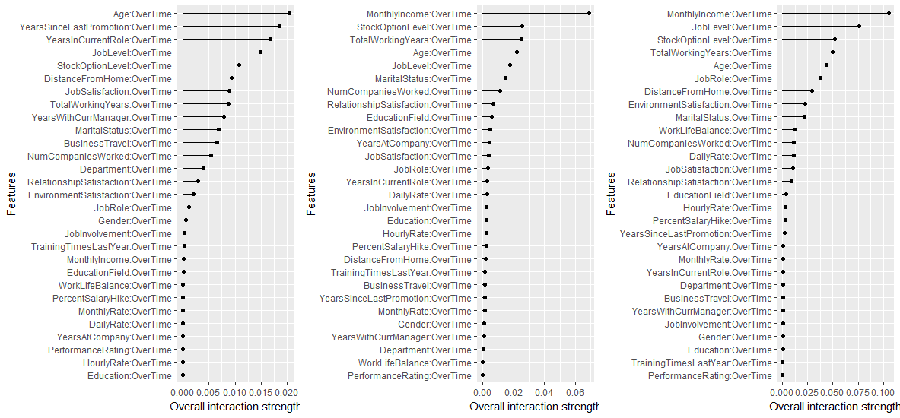 Features
Age:OverTime
YearsSinceLastPromotion:OverTime
YearsInCurrentRole:OverTime
JobLevel:OverTime
StockOptionLevel:OverTime
DistanceFromHome:OverTime
JobSatisfaction:OverTime
TotalWorkingYears:OverTime
YearsWithCurrManager:OverTime
MaritalStatus:OverTime
BusinessTravel:OverTime
NumCompaniesWorked:OverTime
Department:OverTime
RelationshipSatisfaction:OverTime
EnvironmentSatisfaction:OverTime
JobRole:OverTime
Gender:OverTime
JobInvolvement:OverTime
TrainingTimesLastYear:OverTime
MonthlyIncome:OverTime
EducationField:OverTime
WorkLifeBalance:OverTime
PercentSalaryHike:OverTime
MonthlyRate:OverTime
DailyRate:OverTime
YearsAtCompany:OverTime
PerformanceRating:OverTime
HourlyRate:OverTime
Education:OverTime
0.000 0.005 0.010 0.015 0.020
Overall interaction strength
Features
MonthlyIncome:OverTime
StockOptionLevel:OverTime
TotalWorkingYears:OverTime
Age:OverTime
JobLevel:OverTime
MaritalStatus:OverTime
NumCompaniesWorked:OverTime
RelationshipSatisfaction:OverTime
EducationField:OverTime
EnvironmentSatisfaction:OverTime
YearsAtCompany:OverTime
JobSatisfaction:OverTime
JobRole:OverTime
YearsInCurrentRole:OverTime
DailyRate:OverTime
JobInvolvement:OverTime
Education:OverTime
HourlyRate:OverTime
PercentSalaryHike:OverTime
DistanceFromHome:OverTime
TrainingTimesLastYear:OverTime
BusinessTravel:OverTime
YearsSinceLastPromotion:OverTime
MonthlyRate:OverTime
Gender:OverTime
YearsWithCurrManager:OverTime
Department:OverTime
WorkLifeBalance:OverTime
PerformanceRating:OverTime
0.00 0.02 0.04 0.06
Overall interaction strength
Features
MonthlyIncome:OverTime
JobLevel:OverTime
StockOptionLevel:OverTime
TotalWorkingYears:OverTime
Age:OverTime
JobRole:OverTime
DistanceFromHome:OverTime
EnvironmentSatisfaction:OverTime
MaritalStatus:OverTime
WorkLifeBalance:OverTime
NumCompaniesWorked:OverTime
DailyRate:OverTime
JobSatisfaction:OverTime
RelationshipSatisfaction:OverTime
EducationField:OverTime
HourlyRate:OverTime
PercentSalaryHike:OverTime
YearsSinceLastPromotion:OverTime
YearsAtCompany:OverTime
MonthlyRate:OverTime
YearsInCurrentRole:OverTime
Department:OverTime
BusinessTravel:OverTime
YearsWithCurrManager:OverTime
JobInvolvement:OverTime
Gender:OverTime
Education:OverTime
TrainingTimesLastYear:OverTime
PerformanceRating:OverTime
0.000 0.025 0.050 0.075 0.100
Overall interaction strength